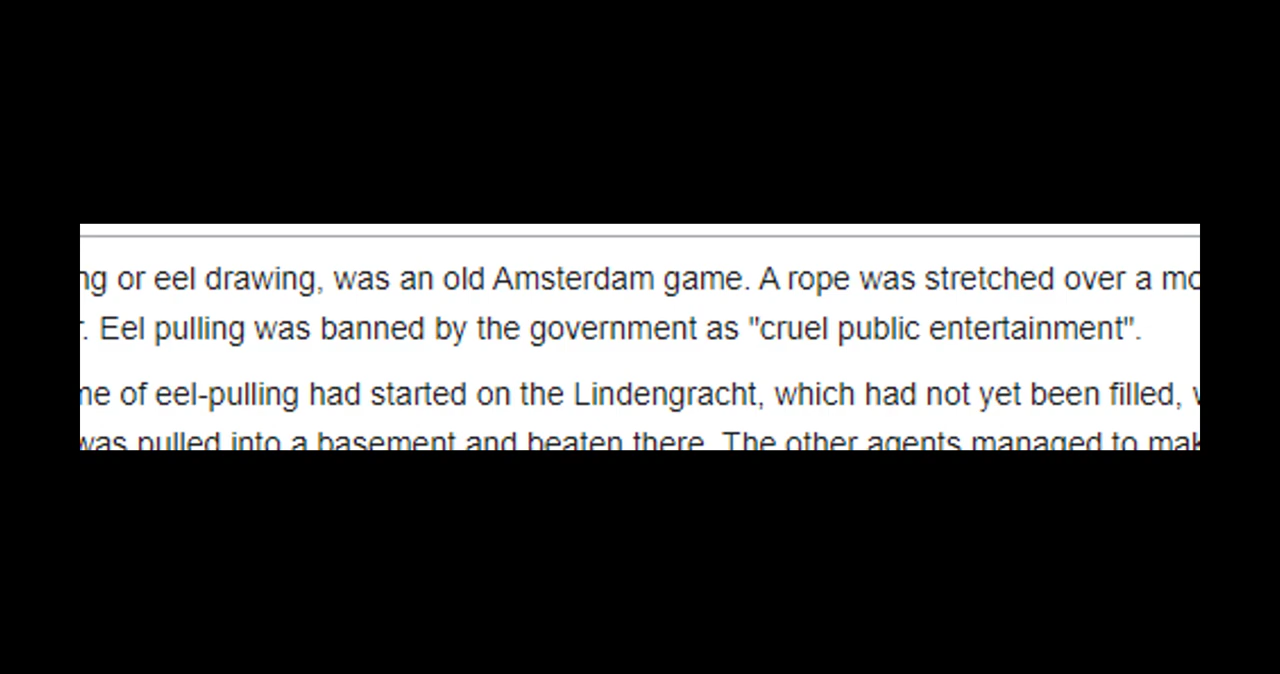 or eel drawing, was an old Amsterdam game. A rope was stretched over a
Eel pulling was banned by the government as "cruel public entertainment".
of eel-pulling had started on the Lindengracht, which had not yet been filled,
was pulled into a basement and beaten there. The other agents managed to